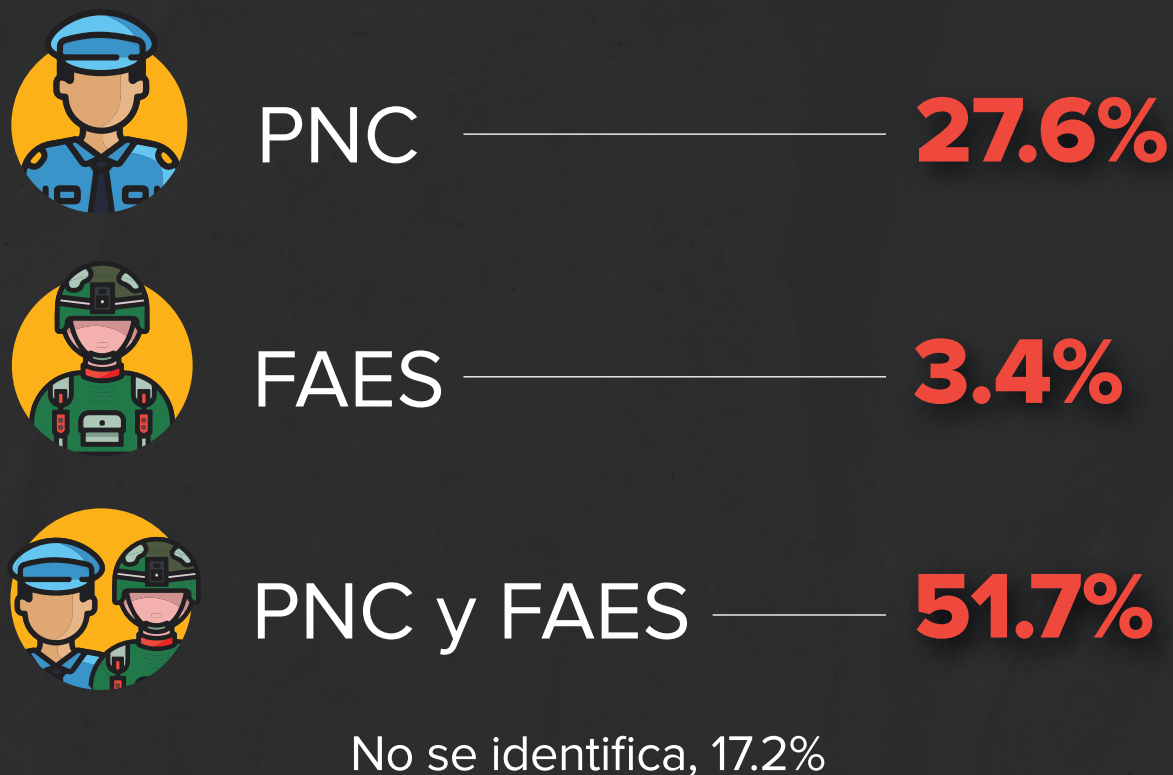 PNC 27.6%
FAES 3.4%
PNC y FAES 51.7%
No se identifica, 17.2%